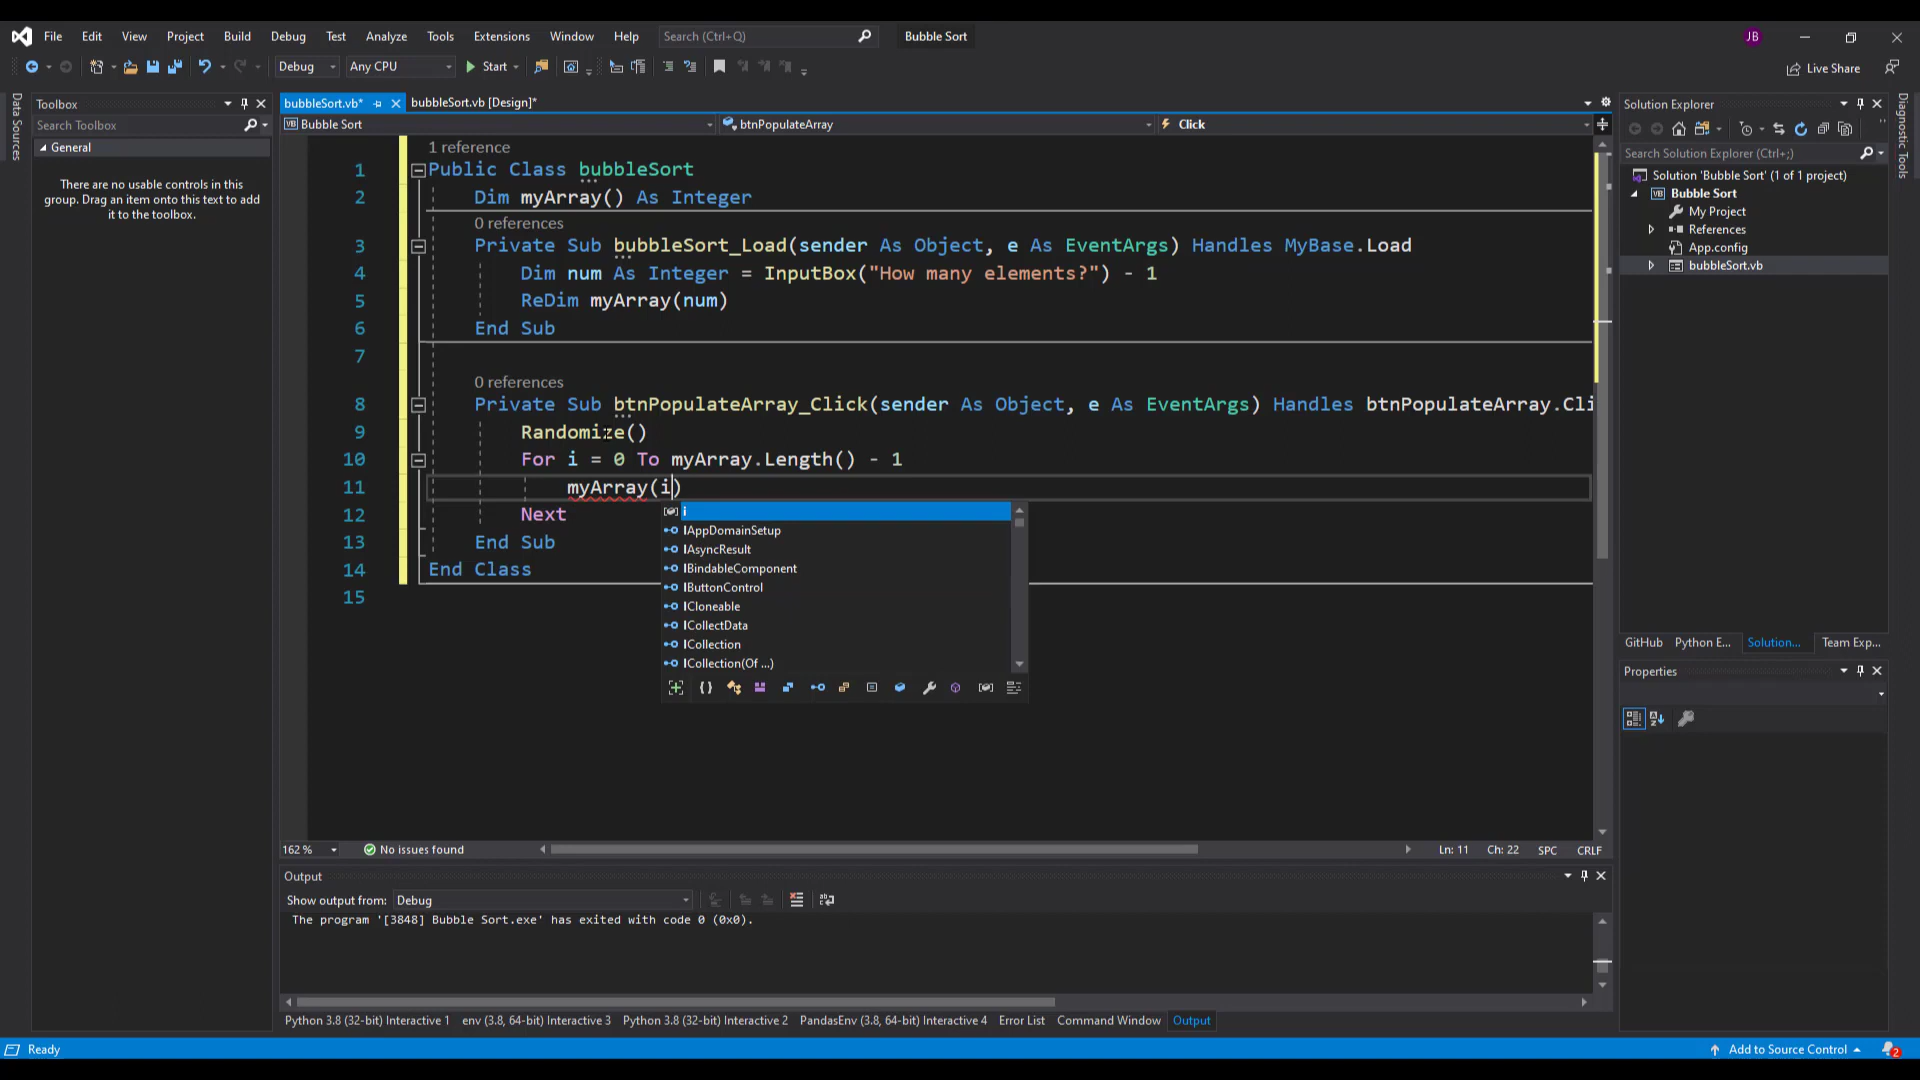 File Edit View Project Build Debug Test Analyze Tools Extensions Window Help Search (Ctrl+Q) Bubble Sort JB
Debug Any CPU Start Live Share
Data Sources
Toolbox
Search Toolbox
General
There are no usable controls in this
group. Drag an item onto this text to add
it to the toolbox.
bubbleSort.vb* bubbleSort.vb [Design]*
Bubble Sort btnPopulateArray Click
1 reference
1 Public Class bubbleSort
2 Dim myArray() As Integer
0 references
3 Private Sub bubbleSort_Load(sender As Object, e As EventArgs) Handles MyBase.Load
4 Dim num As Integer = InputBox("How many elements?") - 1
5 ReDim myArray(num)
6 End Sub
7
0 references
8 Private Sub btnPopulateArray_Click(sender As Object, e As EventArgs) Handles btnPopulateArray.Cli
9 Randomize()
10 For i = 0 To myArray.Length() - 1
11 myArray(i)
12 Next
13 End Sub
14 End Class
15
i
IAppDomainSetup
IAsyncResult
IBindableComponent
IButtonControl
ICloneable
ICollectData
ICollection
ICollection(Of ...)
162 % No issues found Ln: 11 Ch: 22 SPC CRLF
Output
Show output from: Debug
The program '[3848] Bubble Sort.exe' has exited with code 0 (0x0).
Python 3.8 (32-bit) Interactive 1 env (3.8, 64-bit) Interactive 3 Python 3.8 (32-bit) Interactive 2 PandasEnv (3.8, 64-bit) Interactive 4 Error List Command Window Output
Solution Explorer
Search Solution Explorer (Ctrl+;)
Solution 'Bubble Sort' (1 of 1 project)
Bubble Sort
My Project
References
App.config
bubbleSort.vb
GitHub Python E... Solution... Team Exp...
Properties
Diagnostic Tools
Ready Add to Source Control 2